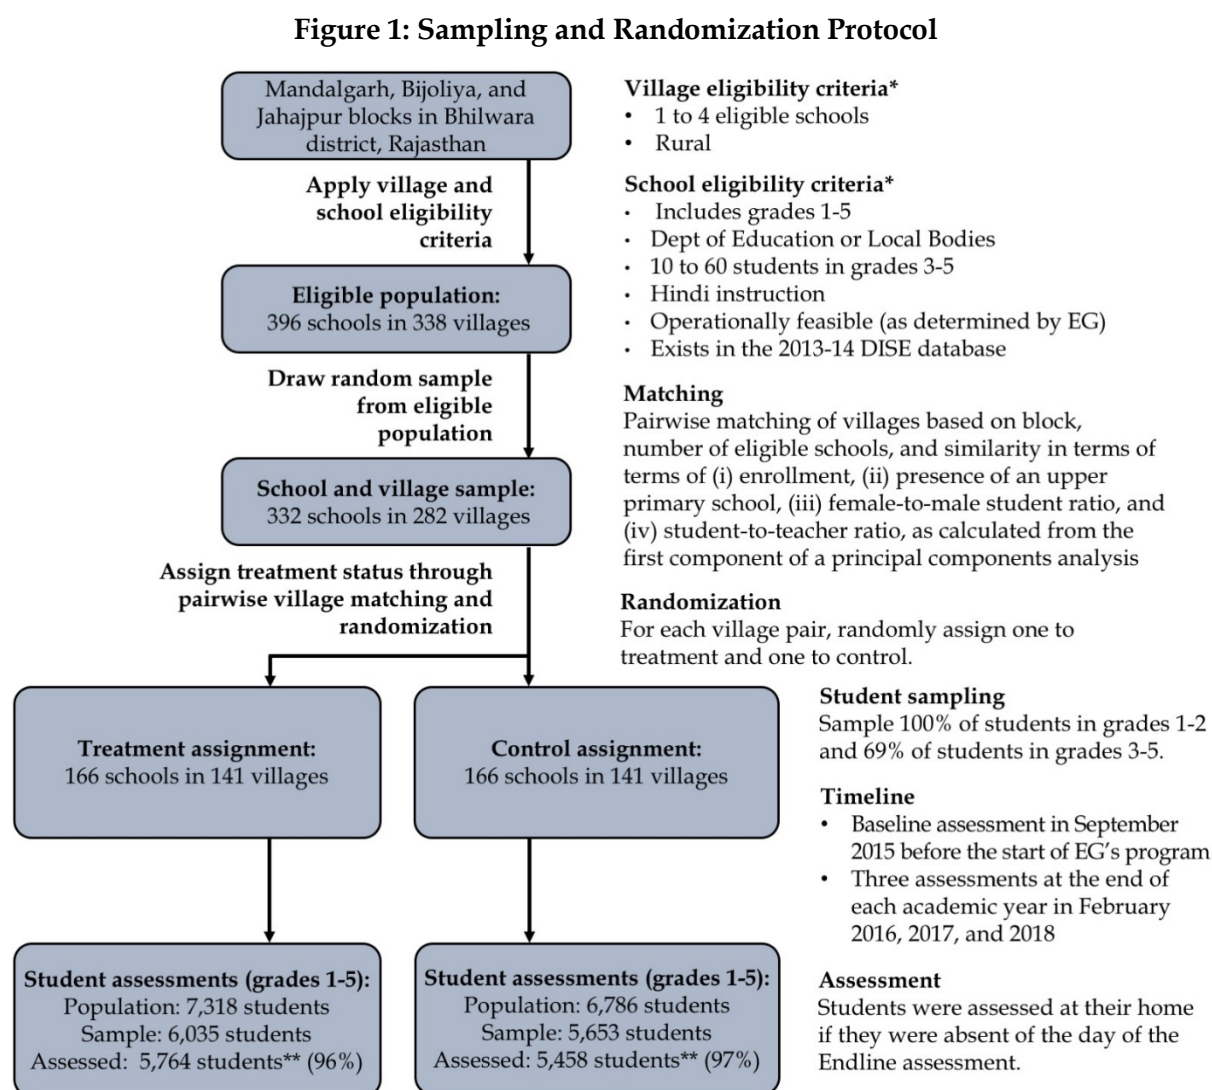 Figure 1: Sampling and Randomization Protocol
Mandalgarh, Bijoliya, and
Jahajpur blocks in Bhilwara
district, Rajasthan
Apply village and
school eligibility
criteria
Eligible population:
396 schools in 338 villages
Draw random sample
from eligible
population
School and village sample:
332 schools in 282 villages
Assign treatment status through
pairwise village matching and
randomization
Village eligibility criteria*
• 1 to 4 eligible schools
• Rural
School eligibility criteria*
• Includes grades 1-5
• Dept of Education or Local Bodies
• 10 to 60 students in grades 3-5
• Hindi instruction
• Operationally feasible (as determined by EG)
• Exists in the 2013-14 DISE database
Matching
Pairwise matching of villages based on block,
number of eligible schools, and similarity in terms of
terms of (i) enrollment, (ii) presence of an upper
primary school, (iii) female-to-male student ratio, and
(iv) student-to-teacher ratio, as calculated from the
first component of a principal components analysis
Randomization
For each village pair, randomly assign one to
treatment and one to control.
Treatment assignment:
166 schools in 141 villages
Control assignment:
166 schools in 141 villages
Student sampling
Sample 100% of students in grades 1-2
and 69% of students in grades 3-5.
Timeline
• Baseline assessment in September
2015 before the start of EG's program
• Three assessments at the end of
each academic year in February
2016, 2017, and 2018
Student assessments (grades 1-5):
Population: 7,318 students
Sample: 6,035 students
Assessed: 5,764 students** (96%)
Student assessments (grades 1-5):
Population: 6,786 students
Sample: 5,653 students
Assessed: 5,458 students** (97%)
Assessment
Students were assessed at their home
if they were absent of the day of the
Endline assessment.